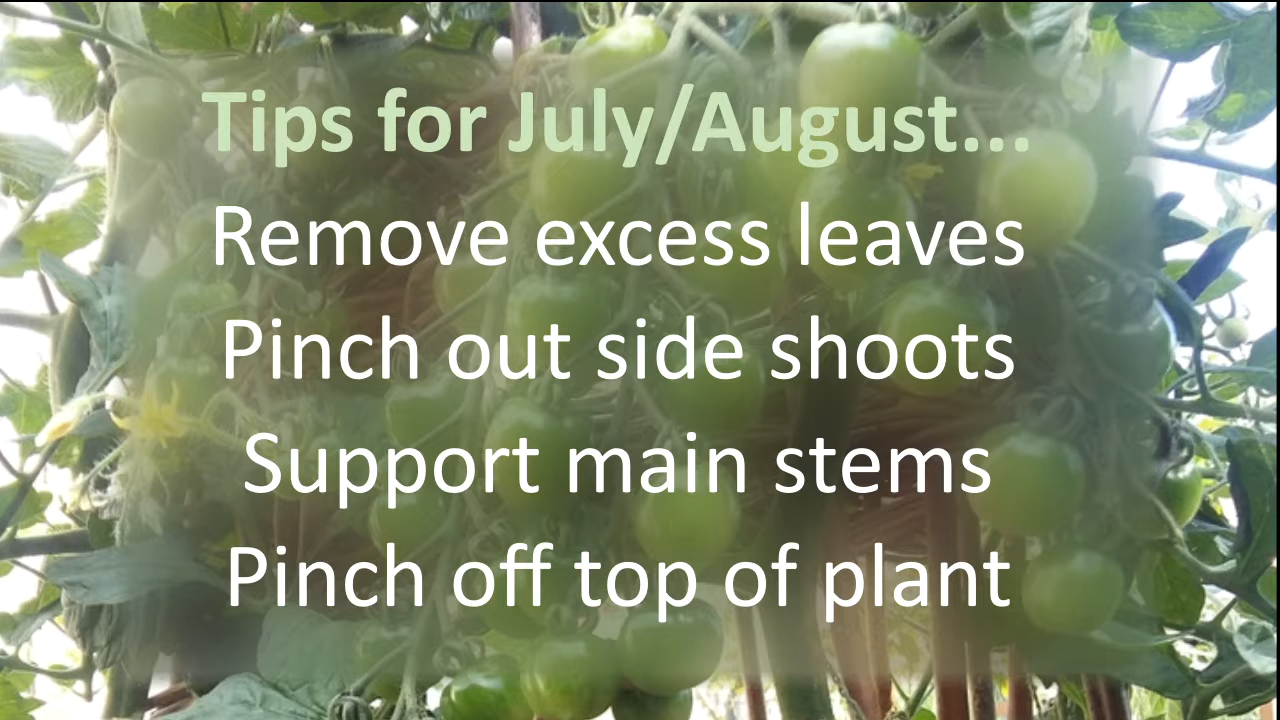 Tips for July/August...
Remove excess leaves
Pinch out side shoots
Support main stems
Pinch off top of plant